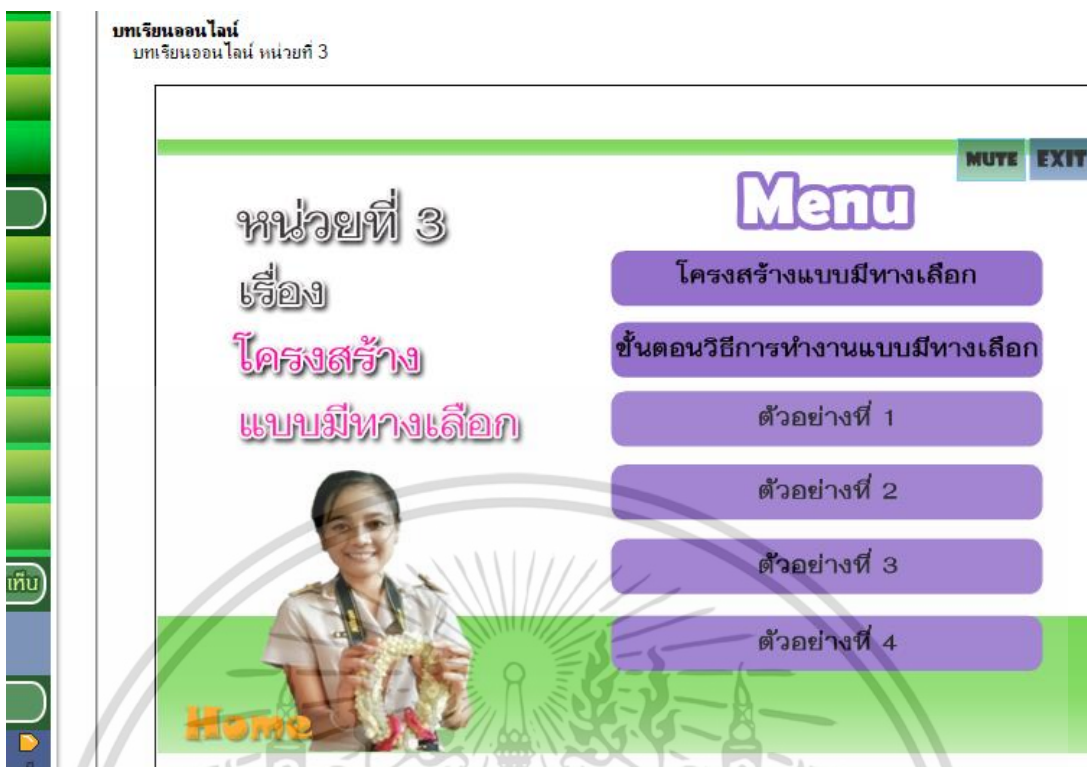 บทเรียนออนไลน์
บทเรียนออนไลน์ หน่วยที่ 3
MUTE EXIT
Menu
หน่วยที่ 3
เรื่อง
โครงสร้าง
แบบมีทางเลือก
โครงสร้างแบบมีทางเลือก
ขั้นตอนวิธีการทำงานแบบมีทางเลือก
ตัวอย่างที่ 1
ตัวอย่างที่ 2
ตัวอย่างที่ 3
ตัวอย่างที่ 4
Home